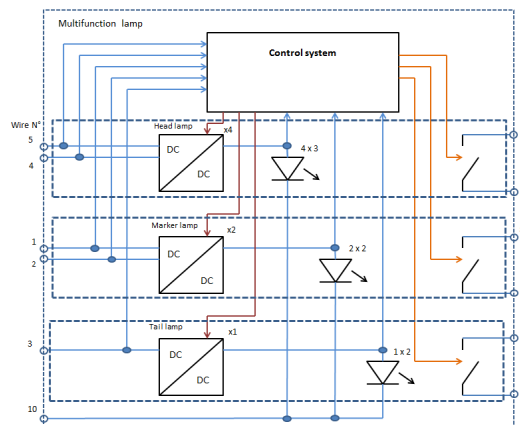 Multifunction lamp
Control system
Wire N°
Head lamp
x4
5
DC
4 x 3
4
DC
Marker lamp
x2
1
DC
2 x 2
2
DC
Tail lamp
x1
3
DC
1 x 2
DC
10